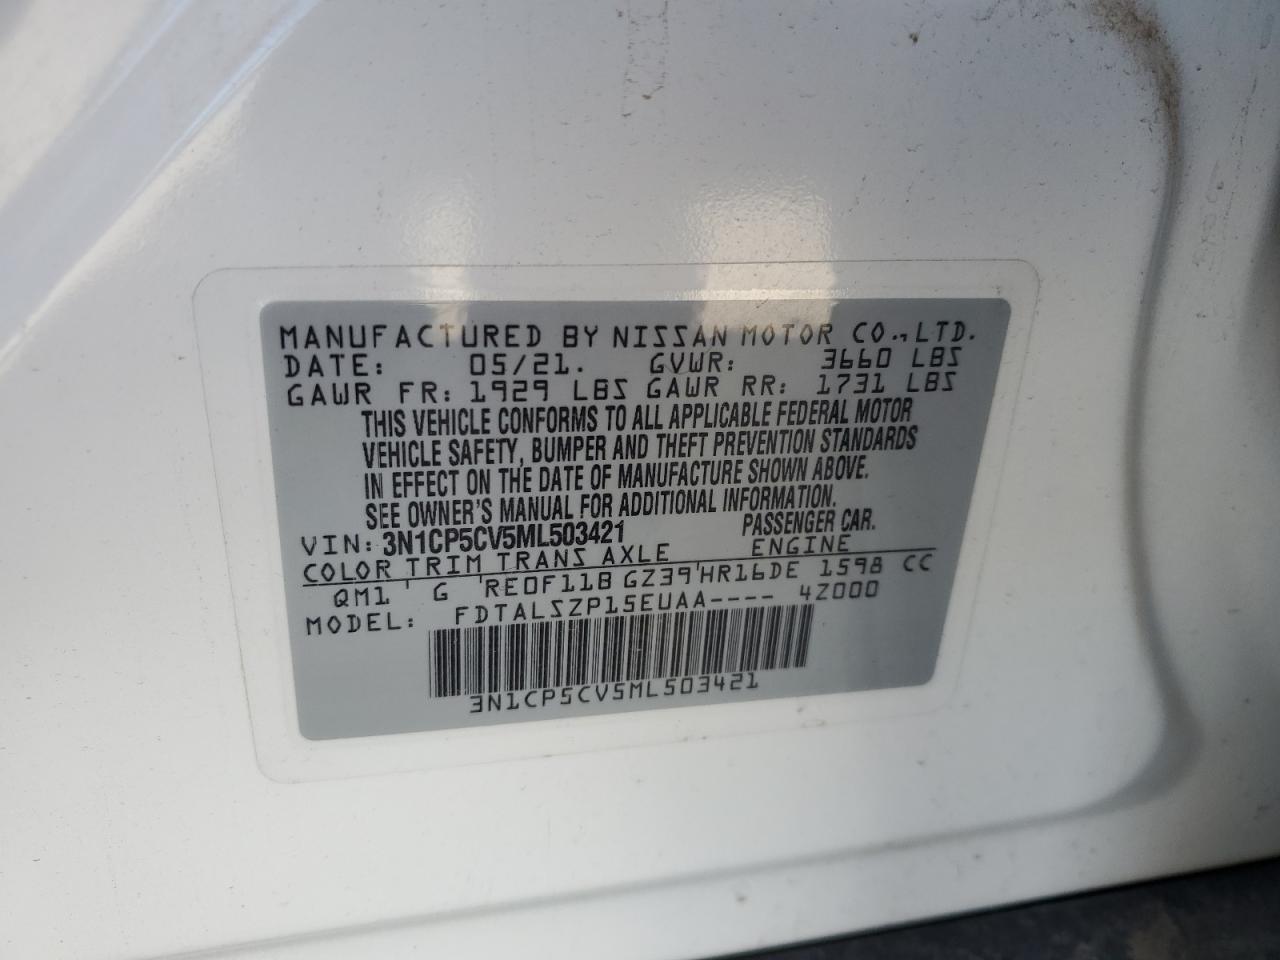 MANUFACTURED BY NISSAN MOTOR CO.,LTD.
DATE: 05/21. GVWR: 3660 LBS
GAWR FR: 1929 LBS GAWR RR: 1731 LBS
THIS VEHICLE CONFORMS TO ALL APPLICABLE FEDERAL MOTOR
VEHICLE SAFETY, BUMPER AND THEFT PREVENTION STANDARDS
IN EFFECT ON THE DATE OF MANUFACTURE SHOWN ABOVE.
SEE OWNER'S MANUAL FOR ADDITIONAL INFORMATION.
VIN: 3N1CP5CV5ML503421 PASSENGER CAR.
COLOR TRIM TRANS AXLE ENGINE
QM1 G RE0F11B GZ39 HR16DE 1598 CC
MODEL: FDTALSZP15EUAA---- 4Z000
3N1CP5CV5ML503421